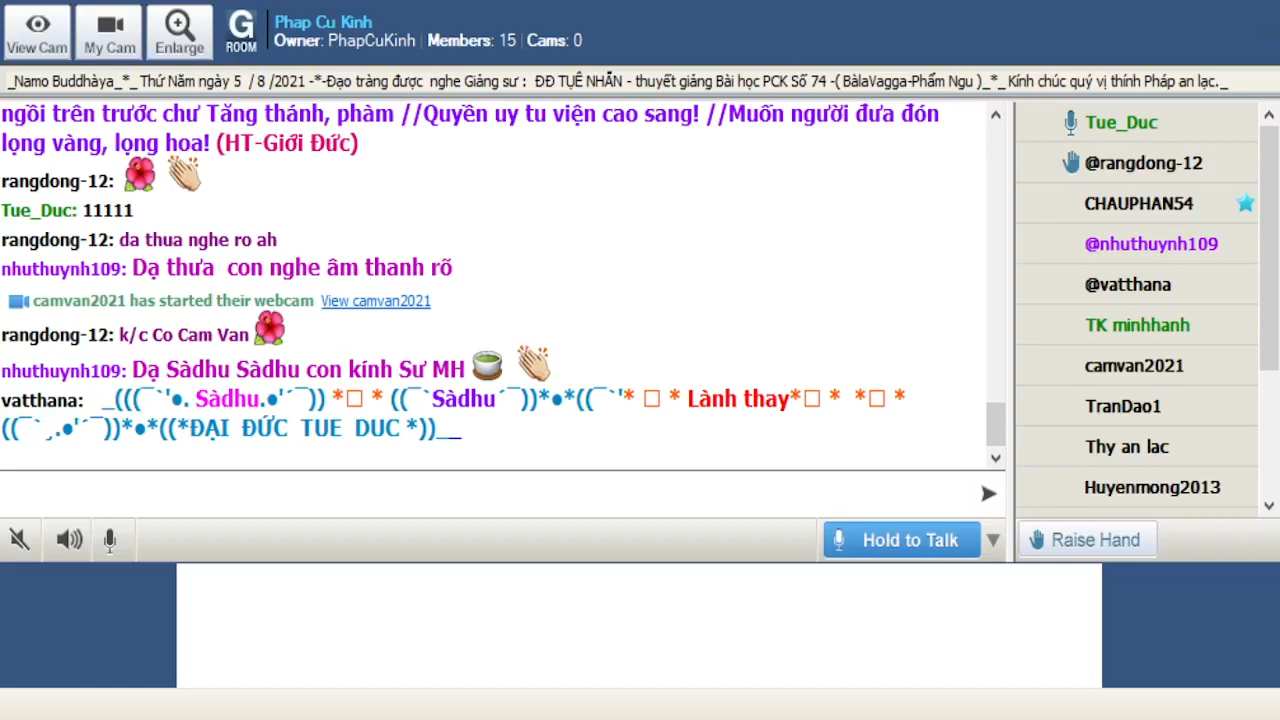 View Cam
My Cam
Enlarge
G
ROOM
Phap Cu Kinh
Owner: PhapCuKinh | Members: 15 | Cams: 0
_Namo Buddhàya_*_ Thứ Năm ngày 5 / 8 /2021 -*-Đạo tràng được nghe Giảng sư : ĐĐ TUỆ NHẪN - thuyết giảng Bài học PCK Số 74 -( BàlaVagga-Phẩm Ngu )_*_ Kính chúc quý vị thính Pháp an lạc._
ngồi trên trước chư Tăng thánh, phàm //Quyền uy tu viện cao sang! //Muốn người đưa đón
lọng vàng, lọng hoa! (HT-Giới Đức)
rangdong-12:
Tue_Duc: 11111
rangdong-12: da thua nghe ro ah
nhuthuynh109: Dạ thưa con nghe âm thanh rõ
camvan2021 has started their webcam View camvan2021
rangdong-12: k/c Co Cam Van
nhuthuynh109: Dạ Sàdhu Sàdhu con kính Sư MH
vatthana: _(((¯`'•. Sàdhu.•'´¯)) *□ * ((¯`Sàdhu´¯))*•*((¯`'* □ * Lành thay*□ * *□ *
((¯`¸.•'´¯))*•*((*ĐẠI ĐỨC TUE DUC *))__
Hold to Talk
Tue_Duc
@rangdong-12
CHAUPHAN54
@nhuthuynh109
@vatthana
TK minhhanh
camvan2021
TranDao1
Thy an lac
Huyenmong2013
Raise Hand